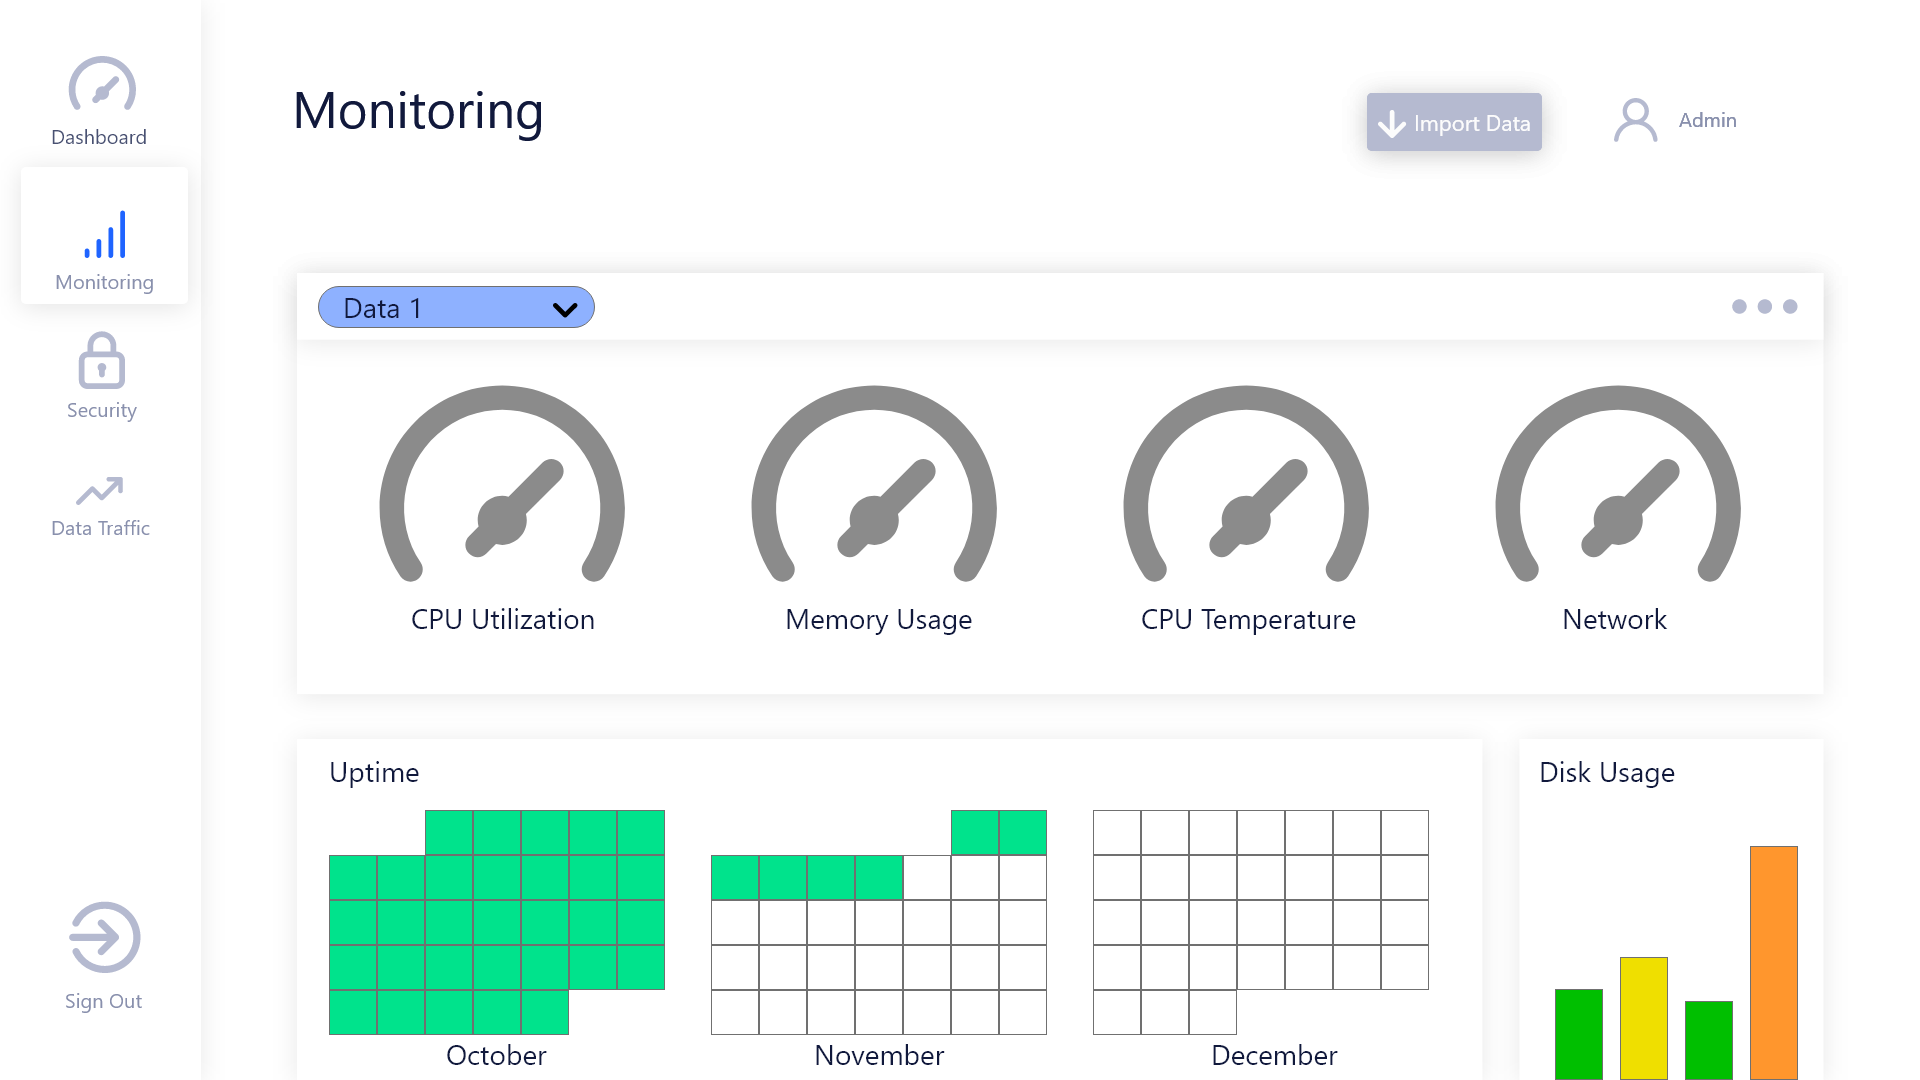 Dashboard
Monitoring
Security
Data Traffic
Sign Out
Monitoring
Import Data
Admin
Data 1
CPU Utilization
Memory Usage
CPU Temperature
Network
Uptime
October
November
December
Disk Usage